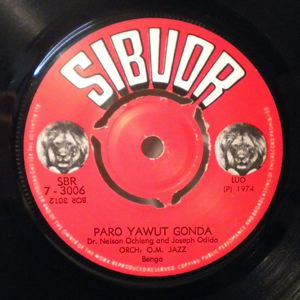 SIBUOR
SBR
7 - 3006
BOR 3012
LUO
(P) 1974
PARO YAWUT GONDA
Dr. Nelson Ochieng and Joseph Odida
ORCH: O.M. JAZZ
Benga